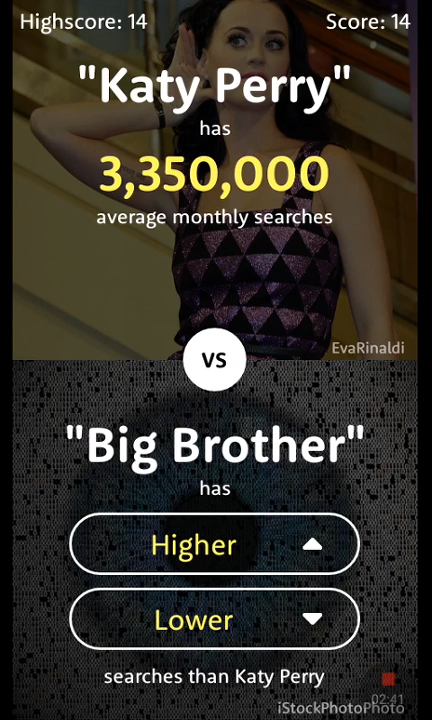 Highscore: 14
Score: 14
"Katy Perry"
has
3,350,000
average monthly searches
EvaRinaldi
VS
"Big Brother"
has
Higher
Lower
searches than Katy Perry
02:41
iStockPhotoPhoto